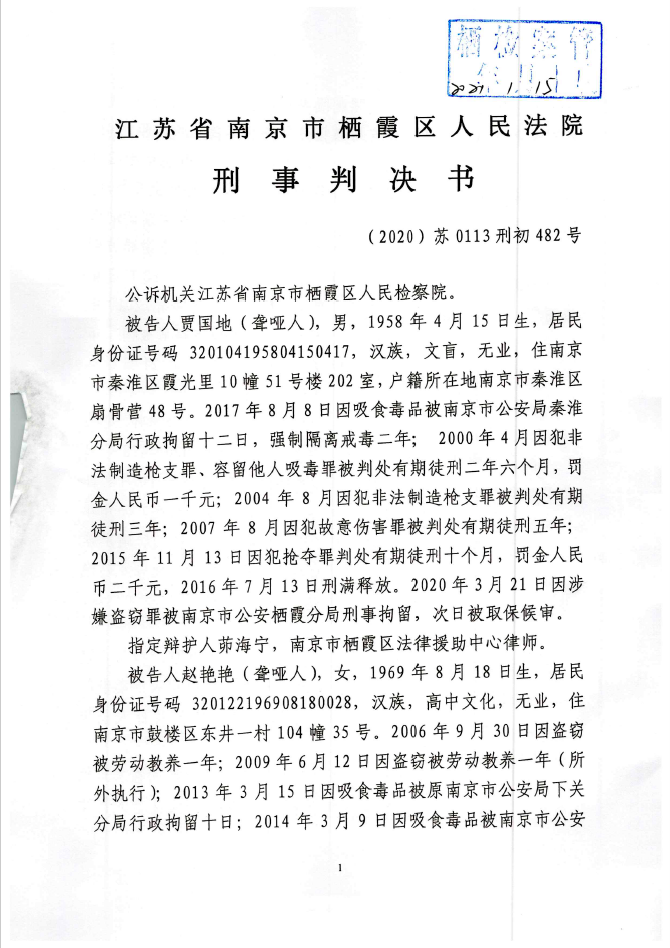 栖检案管
2021. 1. 15
江苏省南京市栖霞区人民法院
刑事判决书
（2020）苏 0113 刑初 482 号
公诉机关江苏省南京市栖霞区人民检察院。
被告人贾国地（聋哑人），男，1958 年 4 月 15 日生，居民
身份证号码 320104195804150417，汉族，文盲，无业，住南京
市秦淮区霞光里 10 幢 51 号楼 202 室，户籍所在地南京市秦淮区
扇骨营 48 号。2017 年 8 月 8 日因吸食毒品被南京市公安局秦淮
分局行政拘留十二日，强制隔离戒毒二年； 2000 年 4 月因犯非
法制造枪支罪、容留他人吸毒罪被判处有期徒刑二年六个月，罚
金人民币一千元；2004 年 8 月因犯非法制造枪支罪被判处有期
徒刑三年；2007 年 8 月因犯故意伤害罪被判处有期徒刑五年；
2015 年 11 月 13 日因犯抢夺罪判处有期徒刑十个月，罚金人民
币二千元，2016 年 7 月 13 日刑满释放。2020 年 3 月 21 日因涉
嫌盗窃罪被南京市公安栖霞分局刑事拘留，次日被取保候审。
指定辩护人茆海宁，南京市栖霞区法律援助中心律师。
被告人赵艳艳（聋哑人），女，1969 年 8 月 18 日生，居民
身份证号码 320122196908180028，汉族，高中文化，无业，住
南京市鼓楼区东井一村 104 幢 35 号。2006 年 9 月 30 日因盗窃
被劳动教养一年；2009 年 6 月 12 日因盗窃被劳动教养一年（所
外执行）；2013 年 3 月 15 日因吸食毒品被原南京市公安局下关
分局行政拘留十日；2014 年 3 月 9 日因吸食毒品被南京市公安
1